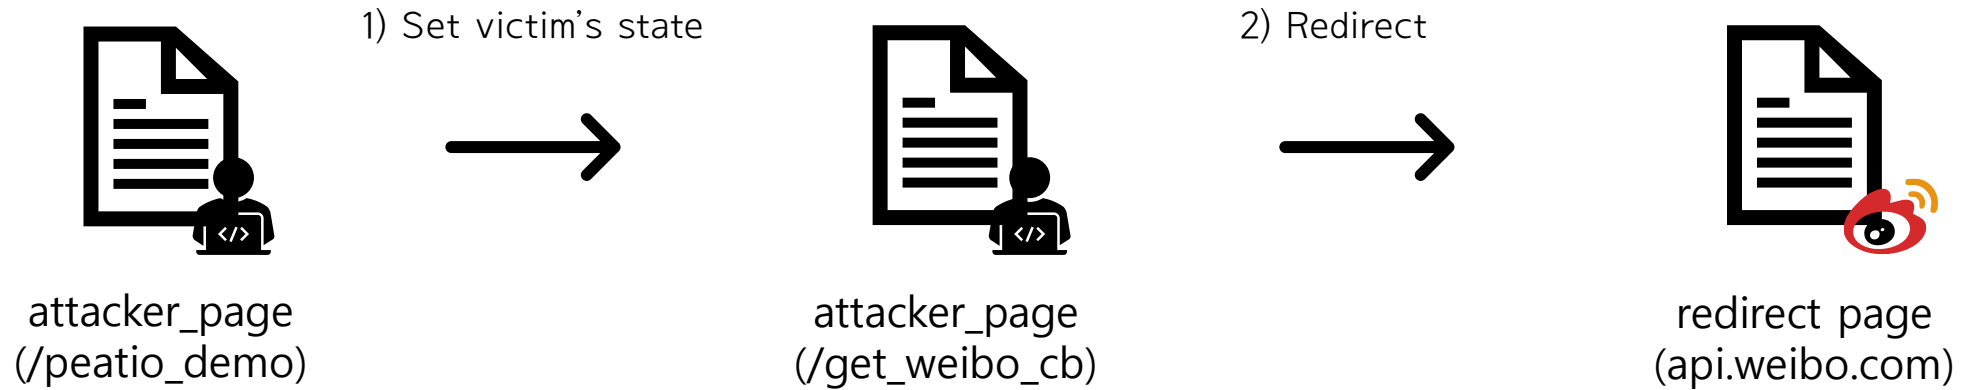 1) Set victim's state
2) Redirect
</>
</>
attacker_page
(/peatio_demo)
attacker_page
(/get_weibo_cb)
redirect page
(api.weibo.com)